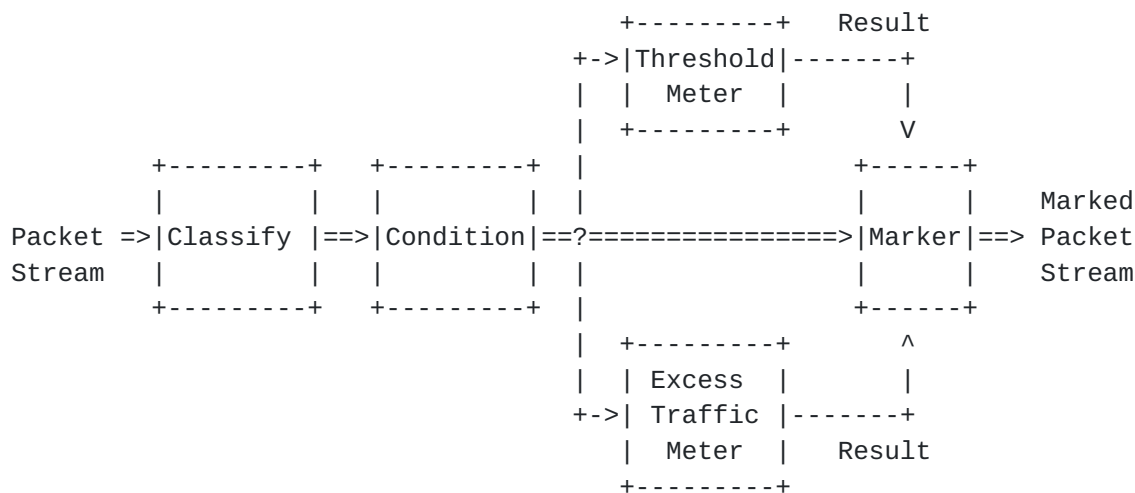 Result
Threshold
Meter
Marked
Packet => Classify ==> Condition ==?================> Marker ==> Packet
Stream Stream
Excess
Traffic
Meter Result